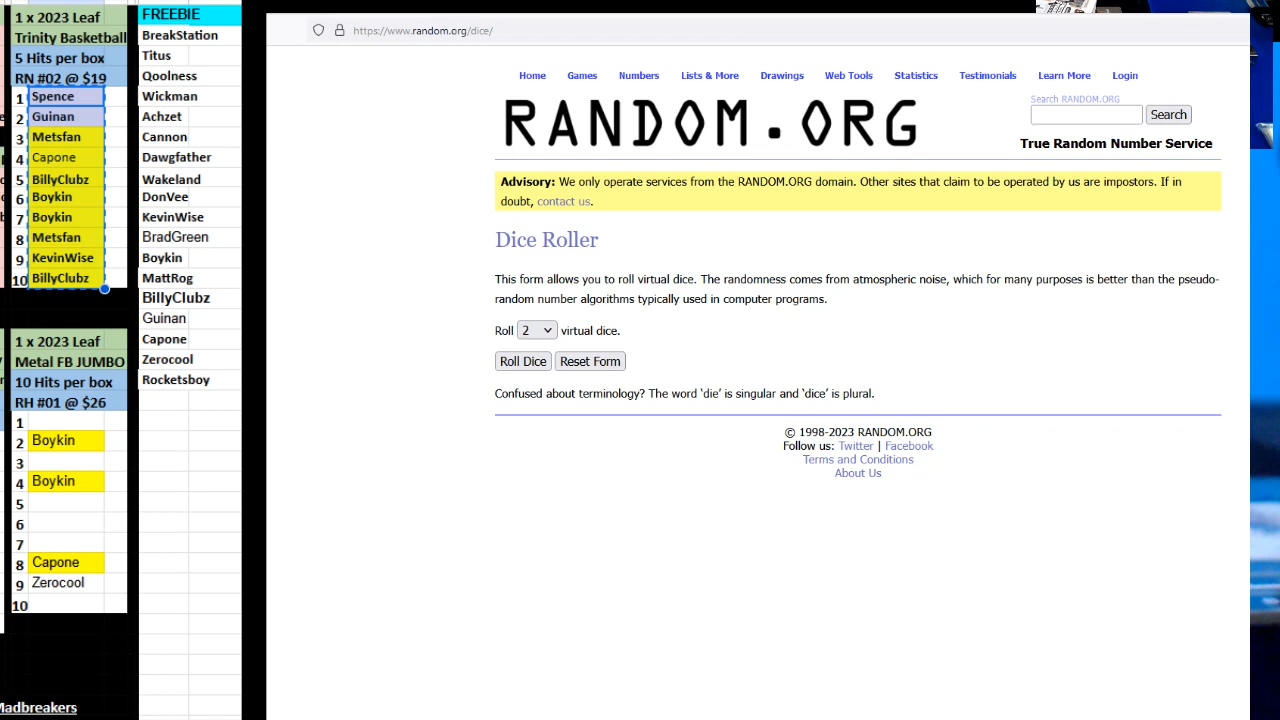 1 x 2023 Leaf
Trinity Basketball
5 Hits per box
RN #02 @ $19
1 Spence
2 Guinan
3 Metsfan
4 Capone
5 BillyClubz
6 Boykin
7 Boykin
8 Metsfan
9 KevinWise
10 BillyClubz
1 x 2023 Leaf
Metal FB JUMBO
10 Hits per box
RH #01 @ $26
1
2 Boykin
3
4 Boykin
5
6
7
8 Capone
9 Zerocool
10
Madbreakers
FREEBIE
BreakStation
Titus
Qoolness
Wickman
Achzet
Cannon
Dawgfather
Wakeland
DonVee
KevinWise
BradGreen
Boykin
MattRog
BillyClubz
Guinan
Capone
Zerocool
Rocketsboy
https://www.random.org/dice/
Home Games Numbers Lists & More Drawings Web Tools Statistics Testimonials Learn More Login
RANDOM.ORG
Search RANDOM.ORG
Search
True Random Number Service
Advisory: We only operate services from the RANDOM.ORG domain. Other sites that claim to be operated by us are impostors. If in
doubt, contact us.
Dice Roller
This form allows you to roll virtual dice. The randomness comes from atmospheric noise, which for many purposes is better than the pseudo-
random number algorithms typically used in computer programs.
Roll 2 virtual dice.
Roll Dice Reset Form
Confused about terminology? The word ‘die’ is singular and ‘dice’ is plural.
© 1998-2023 RANDOM.ORG
Follow us: Twitter | Facebook
Terms and Conditions
About Us